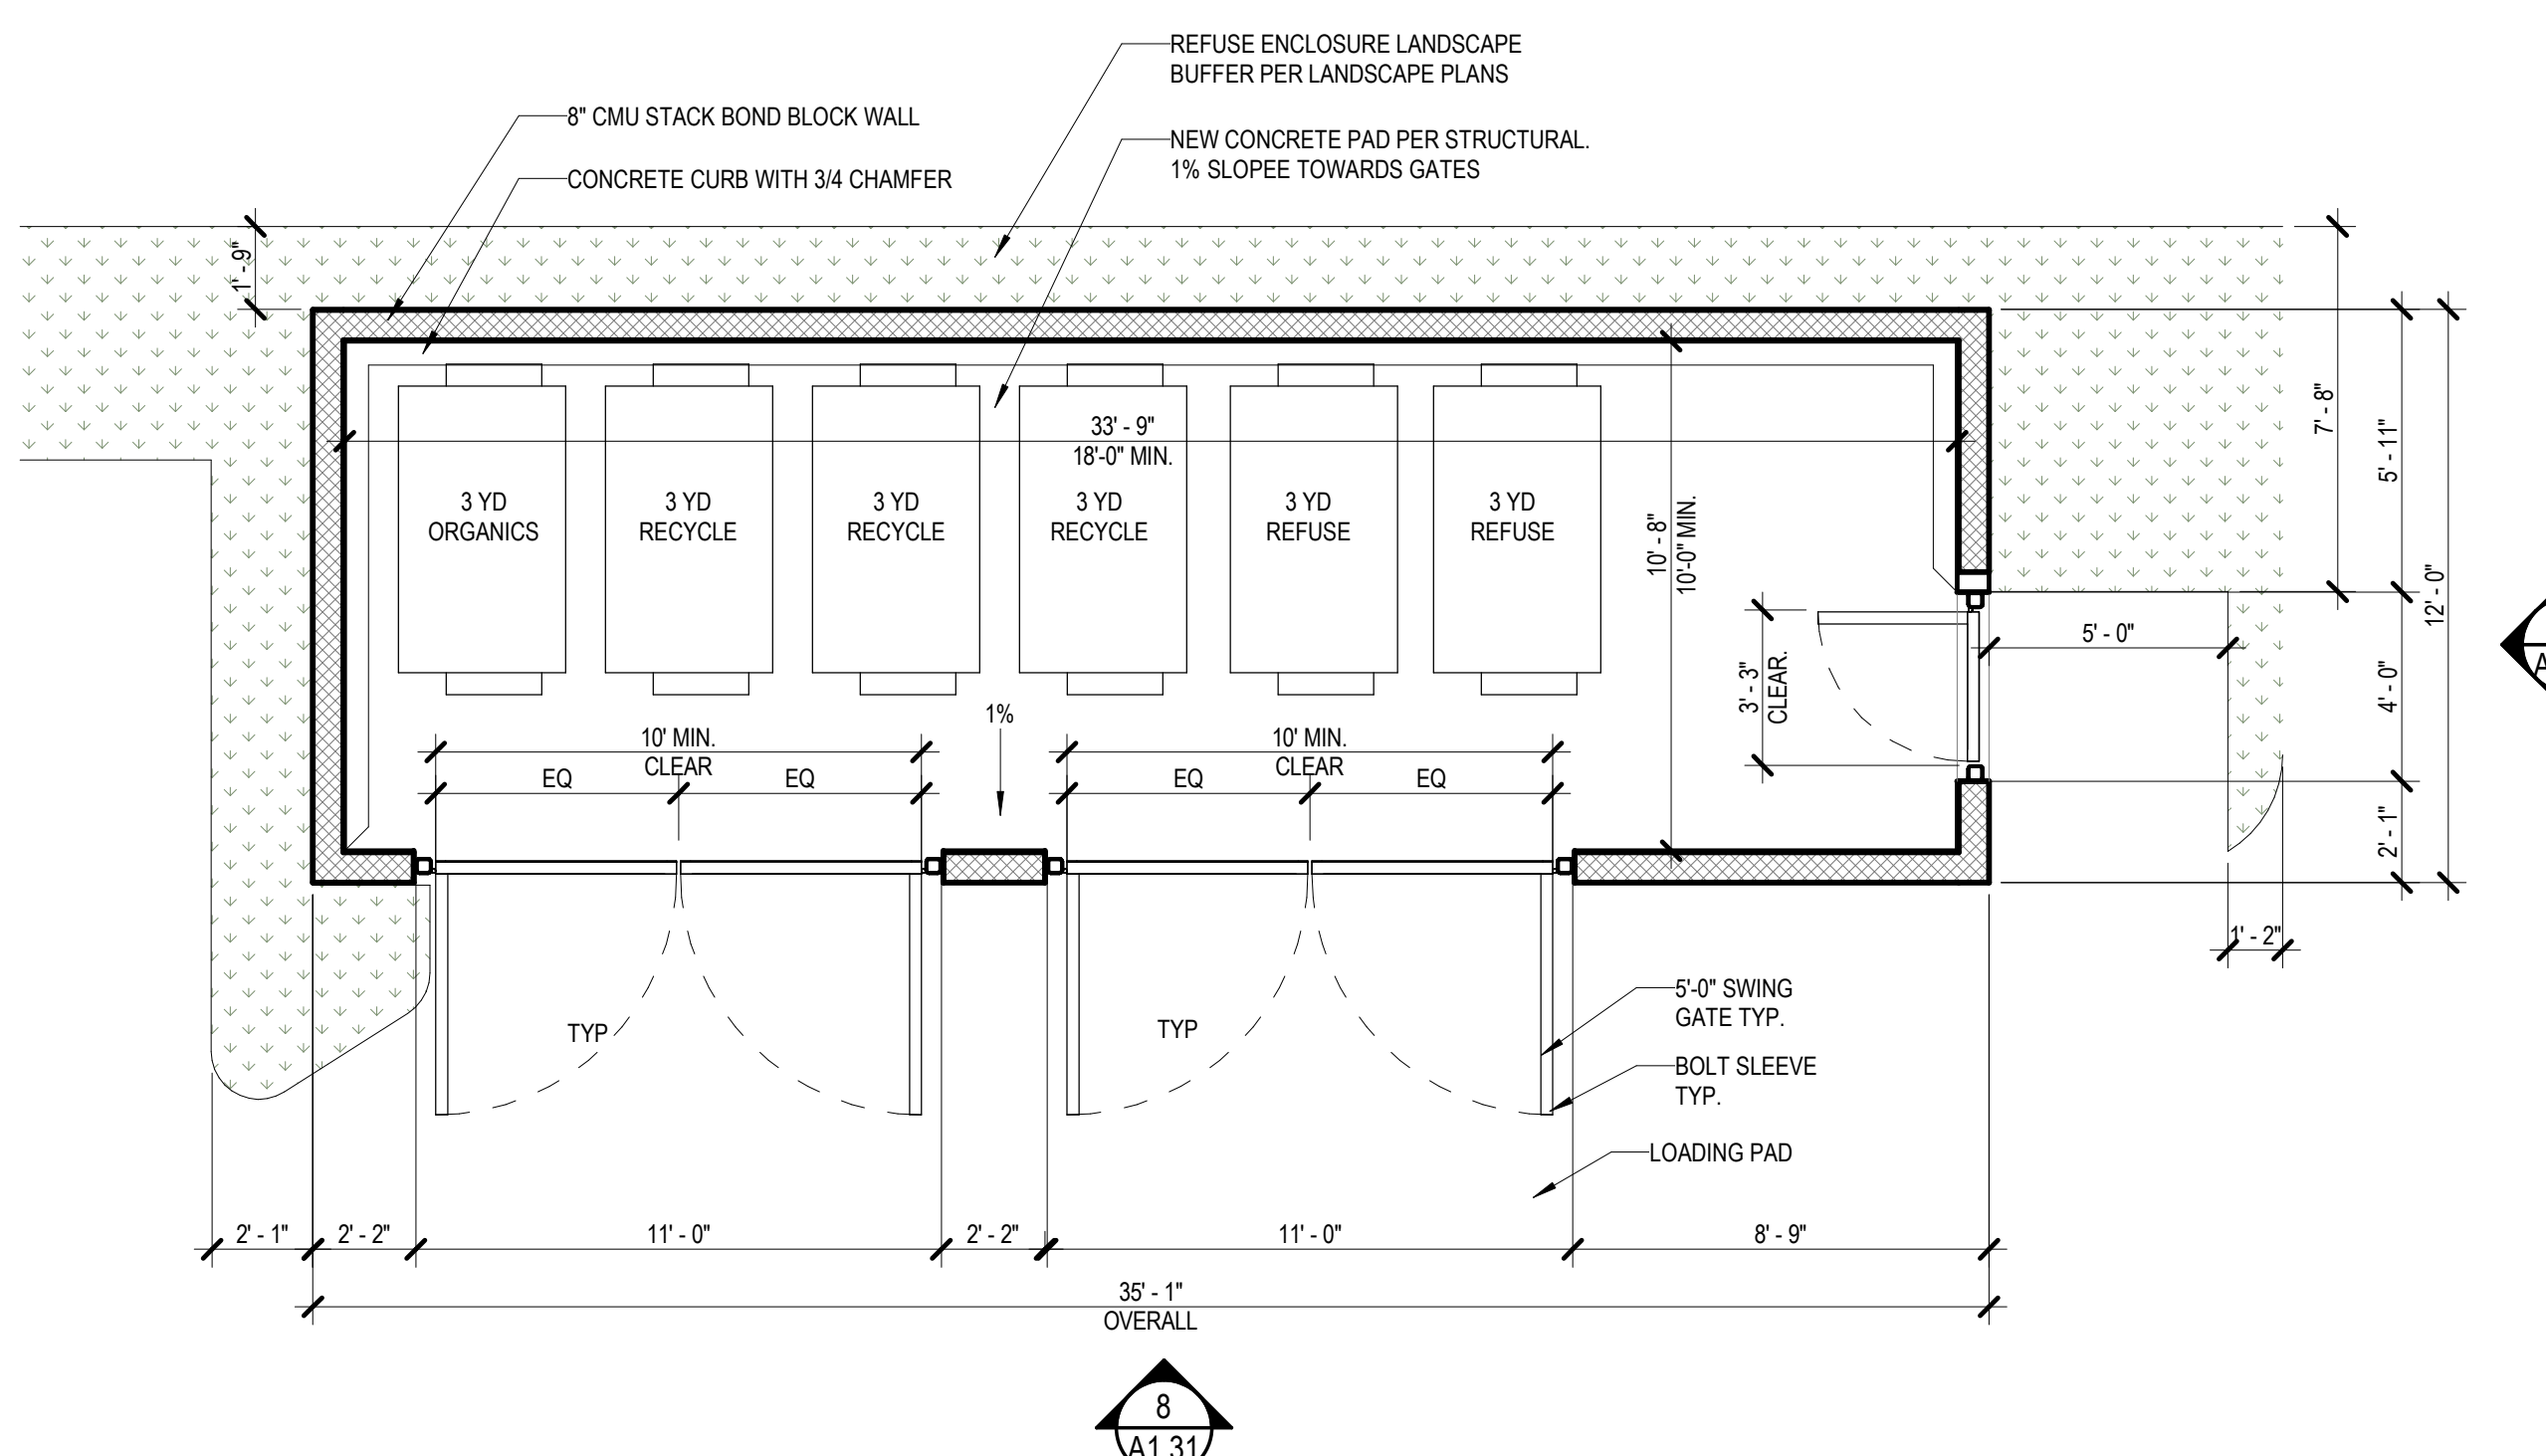 REFUSE ENCLOSURE LANDSCAPE
BUFFER PER LANDSCAPE PLANS
8" CMU STACK BOND BLOCK WALL
NEW CONCRETE PAD PER STRUCTURAL.
1% SLOPEE TOWARDS GATES
CONCRETE CURB WITH 3/4 CHAMFER
1' - 9"
33' - 9"
18'-0" MIN.
3 YD
ORGANICS
3 YD
RECYCLE
3 YD
RECYCLE
3 YD
RECYCLE
3 YD
REFUSE
3 YD
REFUSE
10' - 8"
10'-0" MIN.
7' - 8"
5' - 11"
12' - 0"
5' - 0"
3' - 3"
CLEAR.
4' - 0"
2' - 1"
1' - 2"
10' MIN.
CLEAR
EQ
EQ
1%
10' MIN.
CLEAR
EQ
EQ
TYP
TYP
5'-0" SWING
GATE TYP.
BOLT SLEEVE
TYP.
LOADING PAD
2' - 1"
2' - 2"
11' - 0"
2' - 2"
11' - 0"
8' - 9"
35' - 1"
OVERALL
8
A1.31